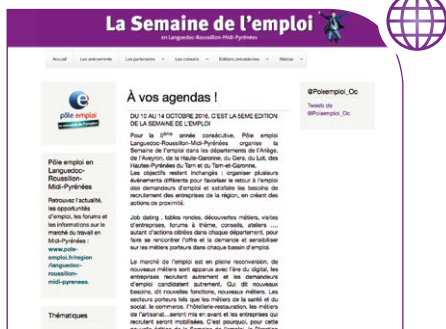 La Semaine de l'emploi
en Languedoc-Roussillon-Midi-Pyrénées
Accueil Les événements Les partenaires Les conseils Editions précédentes Médias
pôle emploi
À vos agendas !
DU 10 AU 14 OCTOBRE 2016, C'EST LA 5EME EDITION
DE LA SEMAINE DE L'EMPLOI
Pour la 5ème année consécutive, Pôle emploi
Languedoc-Roussillon-Midi-Pyrénées organise la
Semaine de l'emploi dans les départements de l'Ariège,
de l'Aveyron, de la Haute-Garonne, du Gers, du Lot, des
Hautes-Pyrénées du Tarn et du Tarn-et-Garonne.
Les objectifs restent inchangés : organiser plusieurs
évènements différents pour favoriser le retour à l'emploi
des demandeurs d'emploi et satisfaire les besoins de
recrutement des entreprises de la région, en créant des
actions de proximité.
Job dating , tables rondes, découvertes métiers, visites
d'entreprises, forums à thème, conseils, ateliers ....
autant d'actions ciblées dans chaque département, pour
faire se rencontrer l'offre et la demande et sensibiliser
sur les métiers porteurs dans chaque bassin d'emploi.
Le marché de l'emploi est en pleine reconversion, de
nouveaux métiers sont apparus avec l'ère du digital, les
entreprises recrutent autrement et les demandeurs
d'emploi candidatent autrement. Qui dit nouveaux
besoins, dit nouvelles fonctions, nouveaux métiers. Les
secteurs porteurs tels que les métiers de la santé et du
social, le commerce, l'hôtellerie-restauration, les métiers
de l'artisanat...seront mis en avant et les entreprises qui
recrutent seront mobilisées. C'est pourquoi, pour cette
Pôle emploi en
Languedoc-
Roussillon-
Midi-Pyrénées
Retrouvez l'actualité,
les opportunités
d'emploi, les forums et
les informations sur le
marché du travail en
Midi-Pyrénées :
www.pole-
emploi.fr/region
/languedoc-
roussillon-
midi-pyrenees.
Thématiques
@Poleemploi_Oc
Tweets de
@Poleemploi_Oc